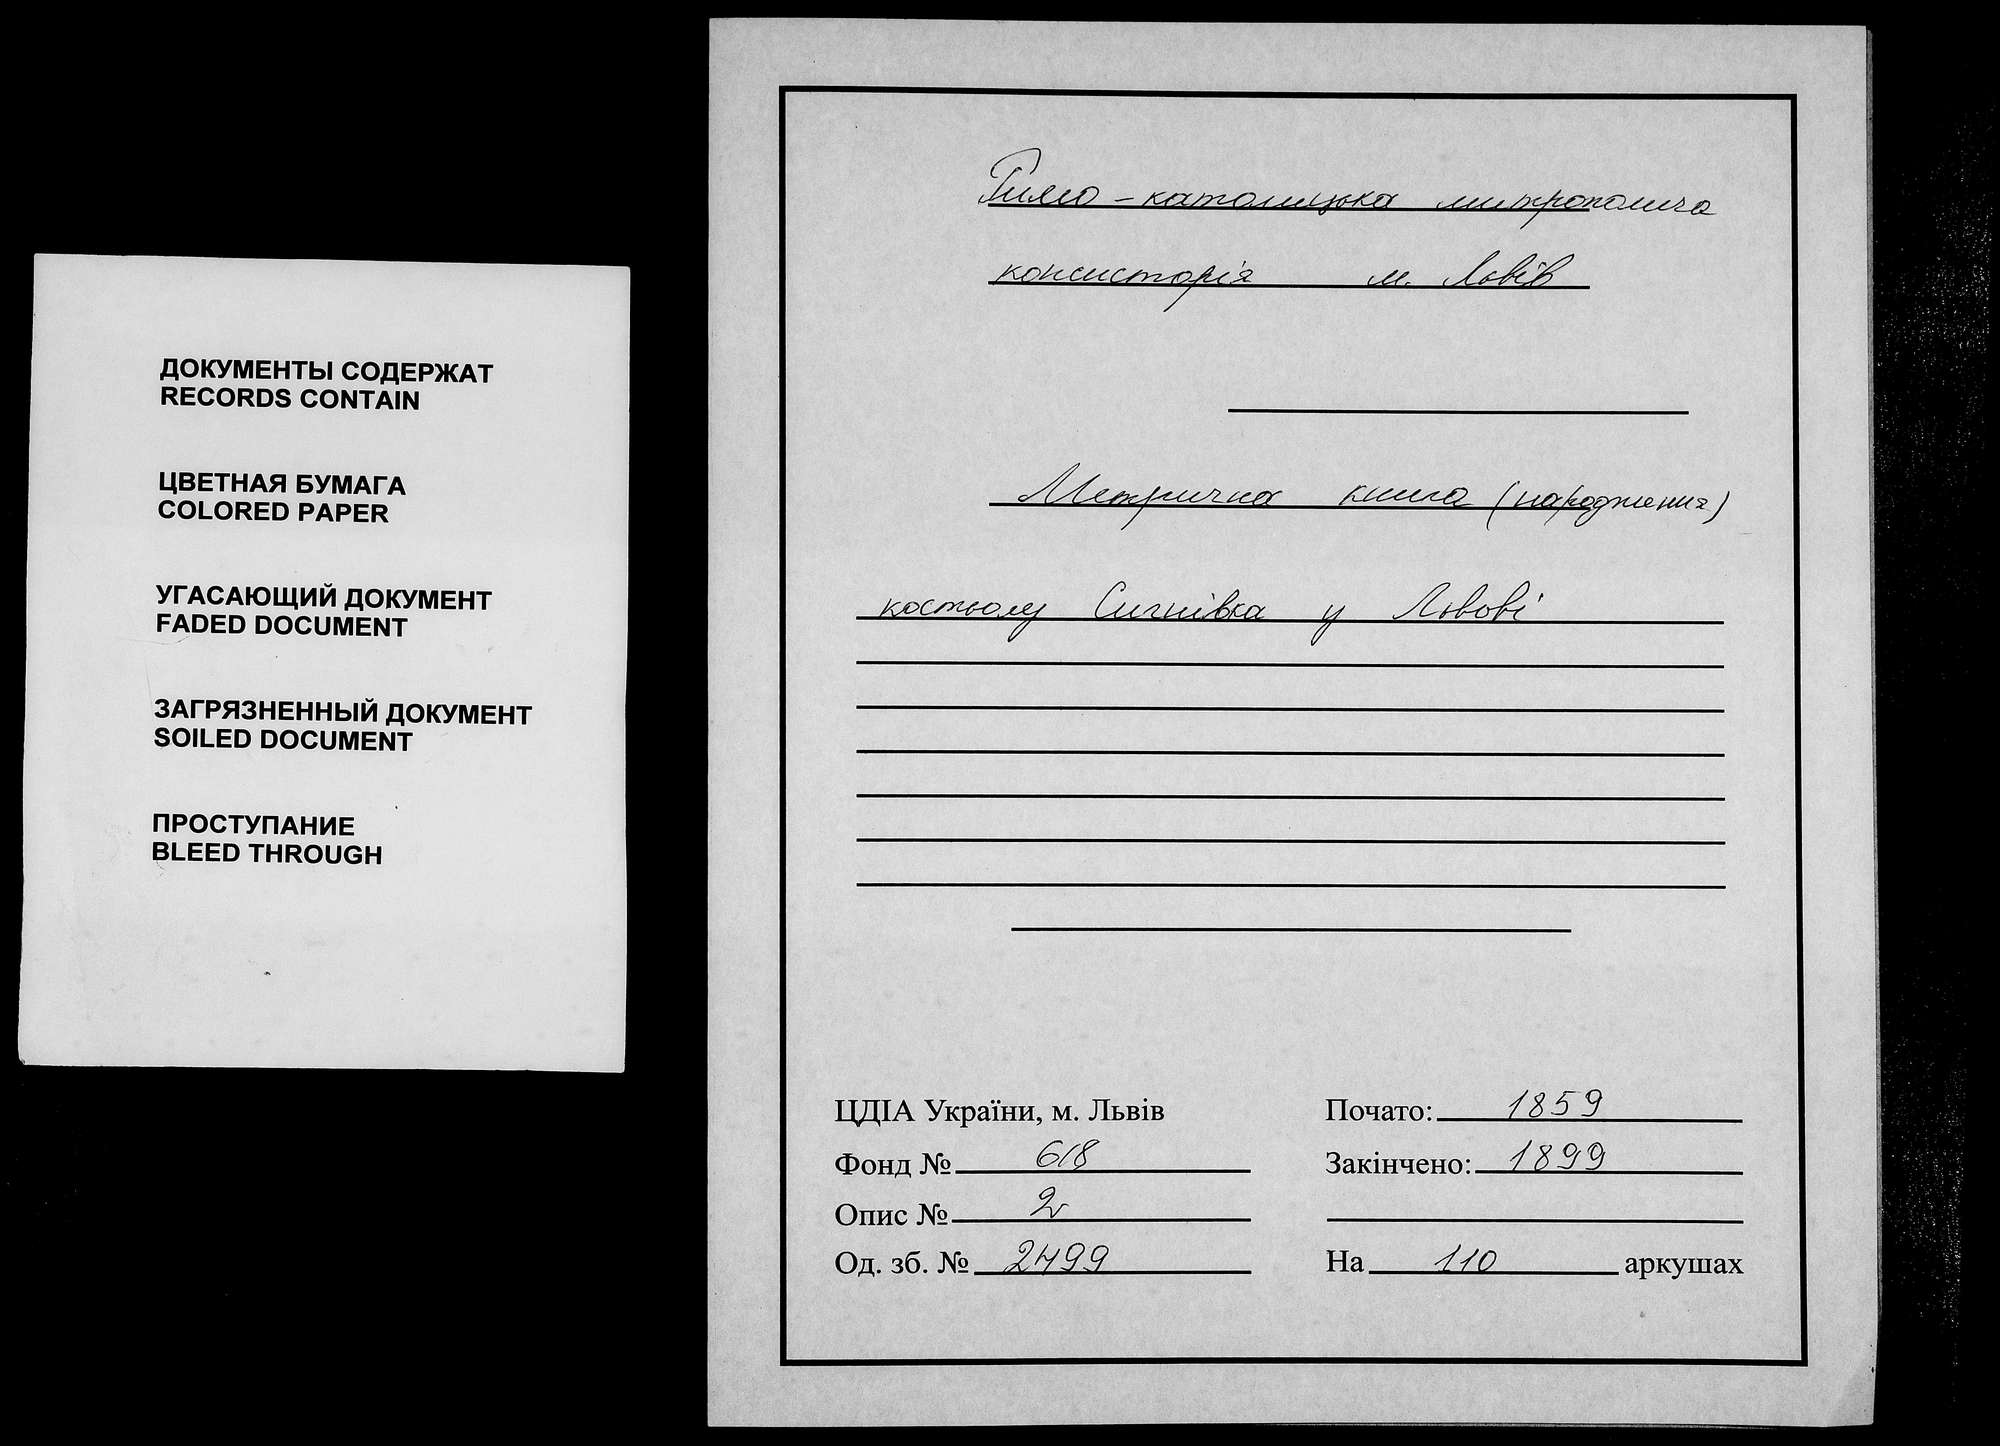 ДОКУМЕНТЫ СОДЕРЖАТ
RECORDS CONTAIN
ЦВЕТНАЯ БУМАГА
COLORED PAPER
УГАСАЮЩИЙ ДОКУМЕНТ
FADED DOCUMENT
ЗАГРЯЗНЕННЫЙ ДОКУМЕНТ
SOILED DOCUMENT
ПРОСТУПАНИЕ
BLEED THROUGH
Римо-католицька митрополича
консисторія м. Львів
Метрична книга (народження)
костьолу Сигнівка у Львові
ЦДІА України, м. Львів
Фонд № 618
Опис № 2
Од. зб. № 2499
Почато: 1859
Закінчено: 1899
На 110 аркушах